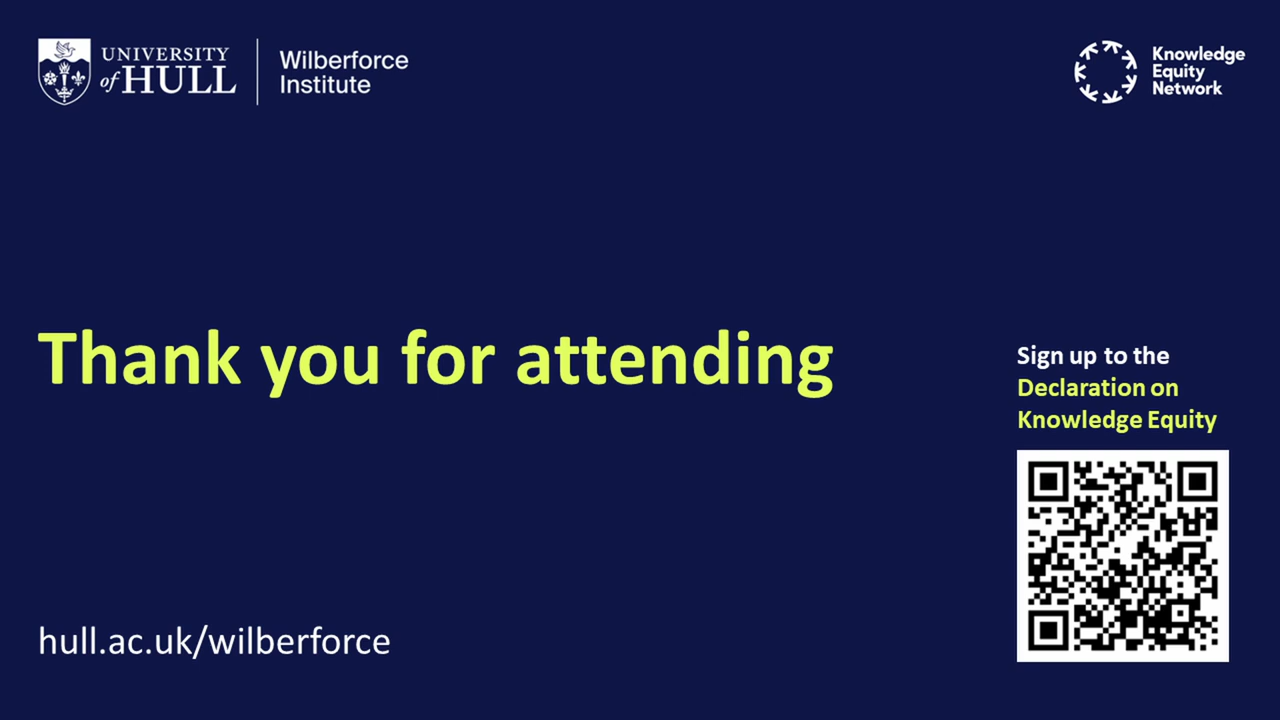 UNIVERSITY
of HULL
Wilberforce
Institute
Knowledge
Equity
Network
Thank you for attending
Sign up to the
Declaration on
Knowledge Equity
hull.ac.uk/wilberforce